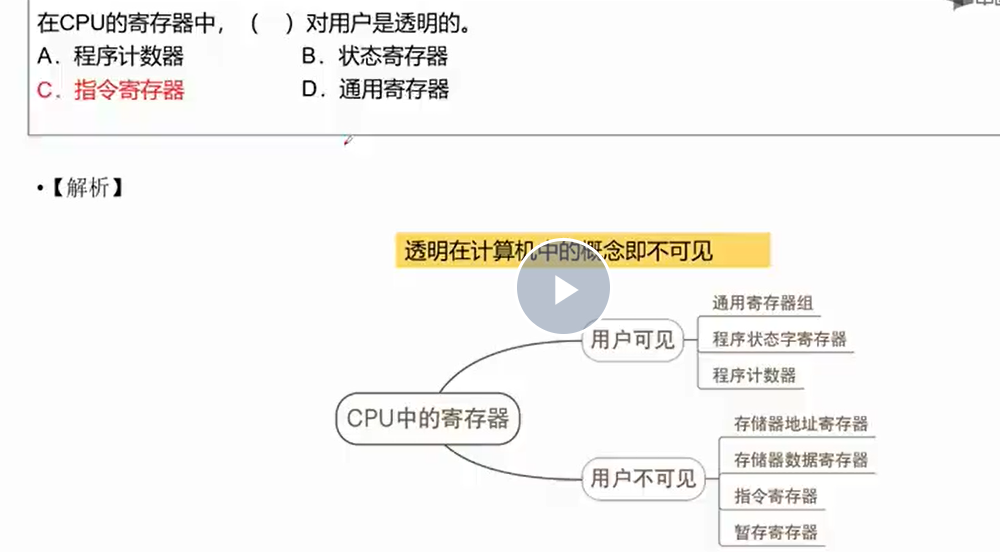 在CPU的寄存器中，（ ）对用户是透明的。
A．程序计数器 B．状态寄存器
C．指令寄存器 D．通用寄存器
•【解析】
透明在计算机中的概念即不可见
通用寄存器组
用户可见
程序状态字寄存器
程序计数器
CPU中的寄存器
存储器地址寄存器
存储器数据寄存器
用户不可见
指令寄存器
暂存寄存器